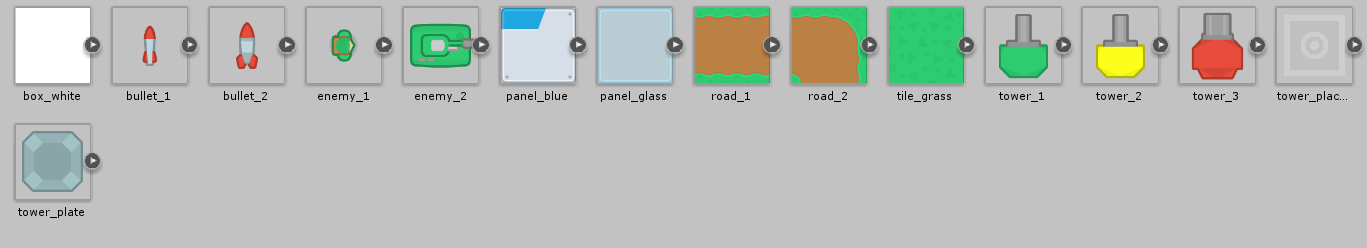 box_white bullet_1 bullet_2 enemy_1 enemy_2 panel_blue panel_glass road_1 road_2 tile_grass tower_1 tower_2 tower_3 tower_plac...
tower_plate